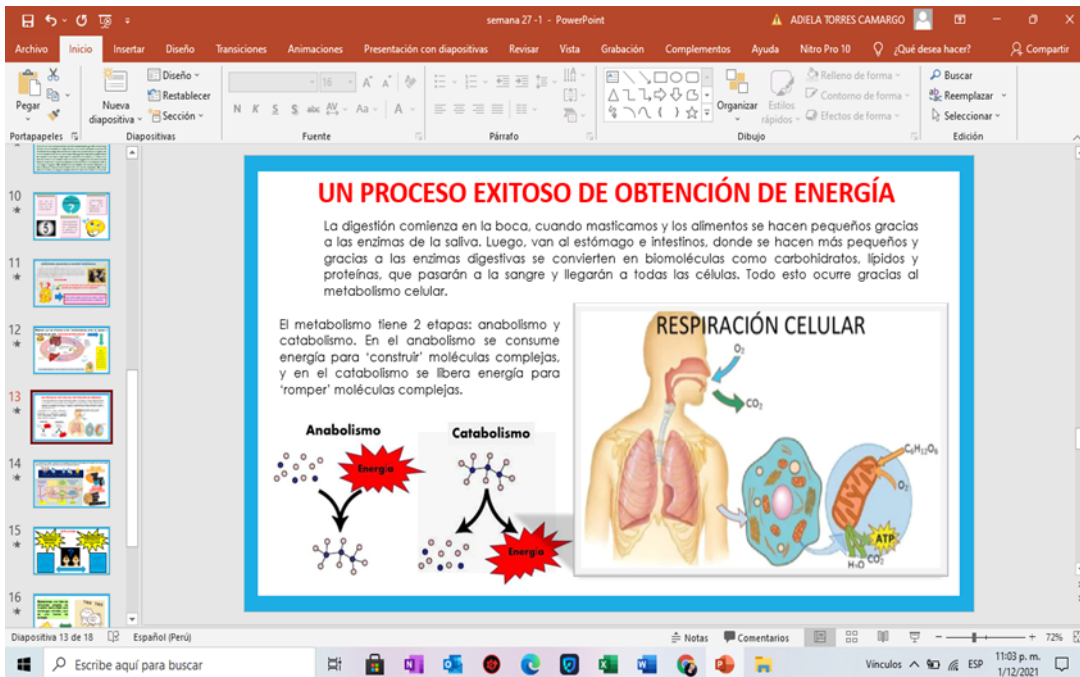 semana 27 -1 - PowerPoint
ADIELA TORRES CAMARGO
Archivo Inicio Insertar Diseño Transiciones Animaciones Presentación con diapositivas Revisar Vista Grabación Complementos Ayuda Nitro Pro 10 ¿Qué desea hacer? Compartir
Pegar
Nueva diapositiva
Diseño
Restablecer
Sección
16
N K S S abc AV Aa A
Organizar
Estilos rápidos
Relleno de forma
Contorno de forma
Efectos de forma
Buscar
Reemplazar
Seleccionar
Portapapeles Diapositivas Fuente Párrafo Dibujo Edición
10
11
12
13
14
15
16
UN PROCESO EXITOSO DE OBTENCIÓN DE ENERGÍA
La digestión comienza en la boca, cuando masticamos y los alimentos se hacen pequeños gracias
a las enzimas de la saliva. Luego, van al estómago e intestinos, donde se hacen más pequeños y
gracias a las enzimas digestivas se convierten en biomoléculas como carbohidratos, lípidos y
proteínas, que pasarán a la sangre y llegarán a todas las células. Todo esto ocurre gracias al
metabolismo celular.
El metabolismo tiene 2 etapas: anabolismo y
catabolismo. En el anabolismo se consume
energía para ‘construir’ moléculas complejas,
y en el catabolismo se libera energía para
‘romper’ moléculas complejas.
Anabolismo
Energía
Catabolismo
Energía
RESPIRACIÓN CELULAR
O₂
CO₂
C₆H₁₂O₆
O₂
ATP
CO₂
H₂O
Diapositiva 13 de 18 Español (Perú) Notas Comentarios 72%
Escribe aquí para buscar
Vínculos ESP
11:03 p. m.
1/12/2021